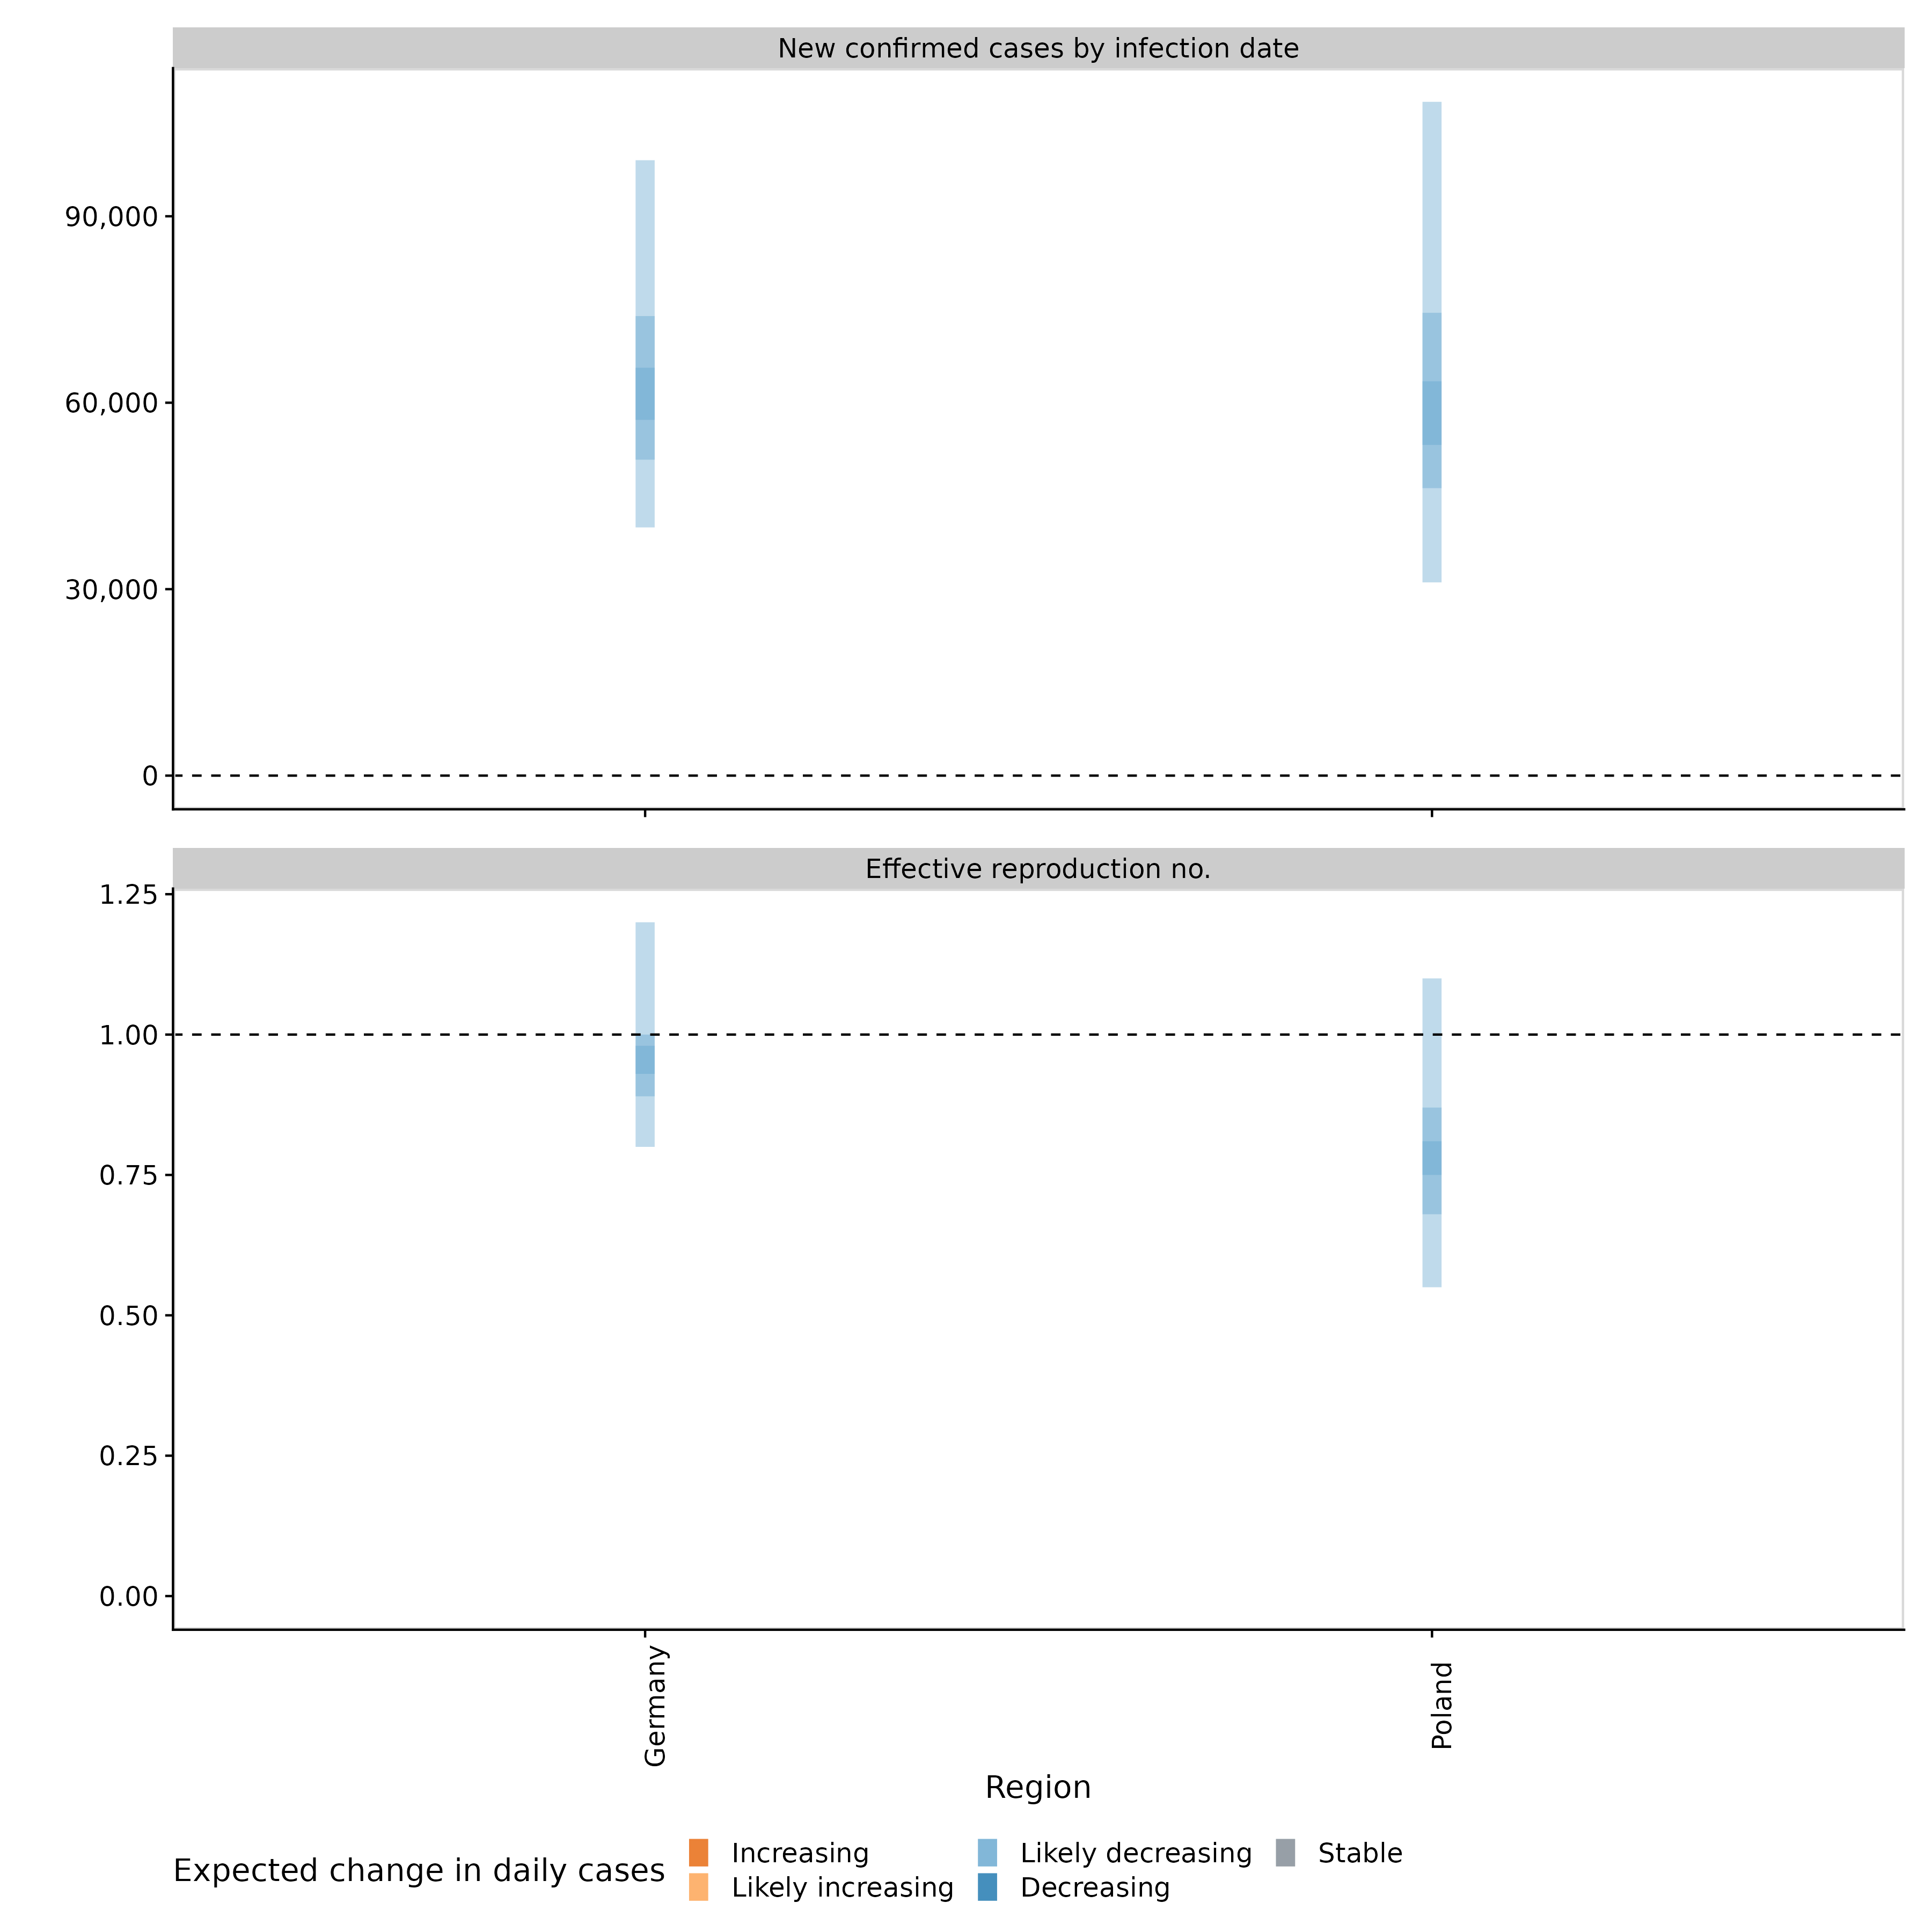 New confirmed cases by infection date
90,000
60,000
30,000
0
Effective reproduction no.
1.25
1.00
0.75
0.50
0.25
0.00
Germany
Poland
Region
Expected change in daily cases
Increasing
Likely increasing
Likely decreasing
Decreasing
Stable